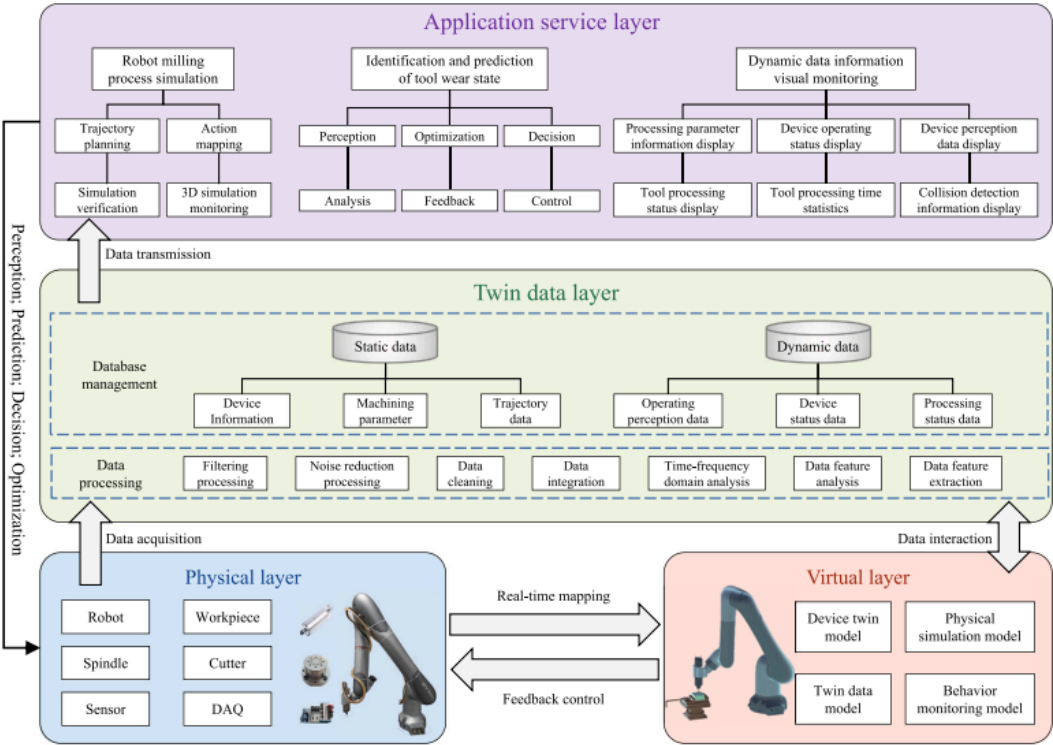 Application service layer
Robot milling
process simulation
Identification and prediction
of tool wear state
Dynamic data information
visual monitoring
Trajectory
planning
Action
mapping
Perception
Optimization
Decision
Processing parameter
information display
Device operating
status display
Device perception
data display
Simulation
verification
3D simulation
monitoring
Analysis
Feedback
Control
Tool processing
status display
Tool processing time
statistics
Collision detection
information display
Perception; Prediction; Decision; Optimization
Data transmission
Twin data layer
Database
management
Static data
Dynamic data
Device
Information
Machining
parameter
Trajectory
data
Operating
perception data
Device
status data
Processing
status data
Data
processing
Filtering
processing
Noise reduction
processing
Data
cleaning
Data
integration
Time-frequency
domain analysis
Data feature
analysis
Data feature
extraction
Data acquisition
Data interaction
Physical layer
Robot
Workpiece
Spindle
Cutter
Sensor
DAQ
Real-time mapping
Feedback control
Virtual layer
Device twin
model
Physical
simulation model
Twin data
model
Behavior
monitoring model